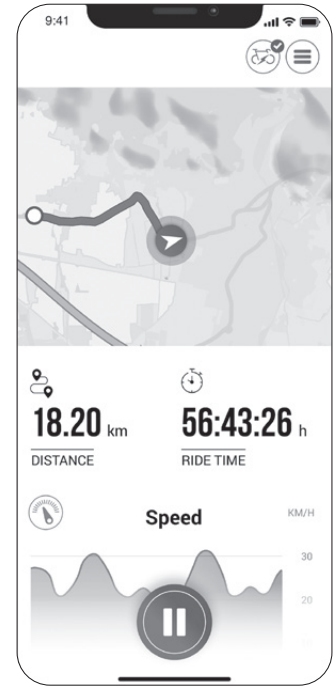 9:41
18.20 km
56:43:26 h
DISTANCE
RIDE TIME
Speed
KM/H
30
20